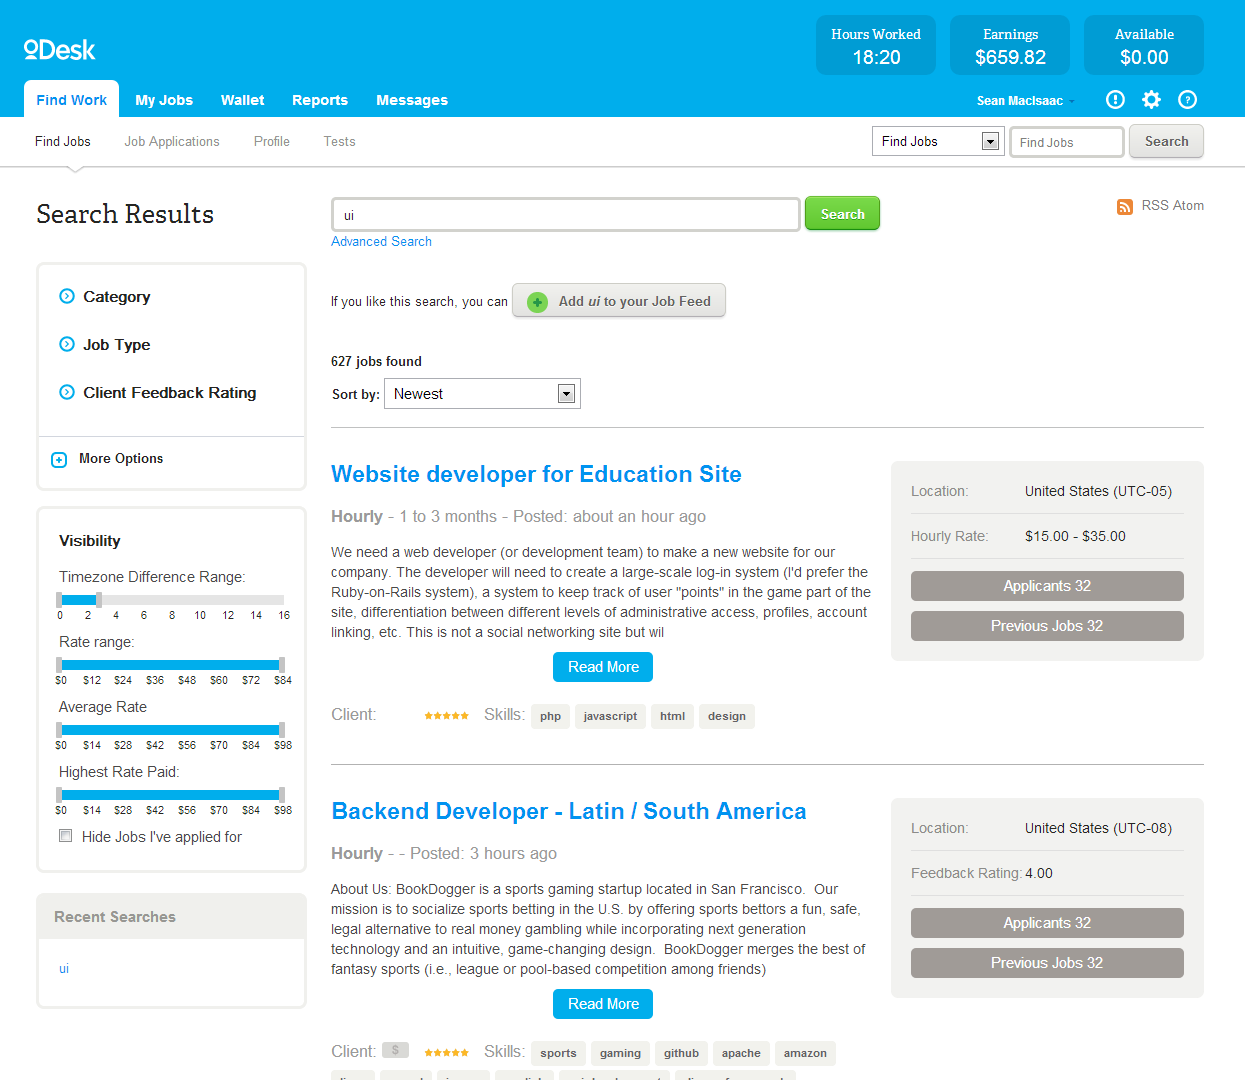 Hours Worked
18:20
Earnings
$659.82
Available
$0.00
oDesk
Find Work My Jobs Wallet Reports Messages
Sean MacIsaac
Find Jobs Job Applications Profile Tests
Find Jobs Find Jobs Search
Search Results
ui Search
RSS Atom
Advanced Search
Category
Job Type
Client Feedback Rating
More Options
If you like this search, you can Add ui to your Job Feed
627 jobs found
Sort by: Newest
Visibility
Timezone Difference Range:
0 2 4 6 8 10 12 14 16
Rate range:
$0 $12 $24 $36 $48 $60 $72 $84
Average Rate
$0 $14 $28 $42 $56 $70 $84 $98
Highest Rate Paid:
$0 $14 $28 $42 $56 $70 $84 $98
Hide Jobs I've applied for
Recent Searches
ui
Website developer for Education Site
Hourly - 1 to 3 months - Posted: about an hour ago
We need a web developer (or development team) to make a new website for our
company. The developer will need to create a large-scale log-in system (I'd prefer the
Ruby-on-Rails system), a system to keep track of user "points" in the game part of the
site, differentiation between different levels of administrative access, profiles, account
linking, etc. This is not a social networking site but wil
Read More
Client: Skills: php javascript html design
Location: United States (UTC-05)
Hourly Rate: $15.00 - $35.00
Applicants 32
Previous Jobs 32
Backend Developer - Latin / South America
Hourly - - Posted: 3 hours ago
About Us: BookDogger is a sports gaming startup located in San Francisco. Our
mission is to socialize sports betting in the U.S. by offering sports bettors a fun, safe,
legal alternative to real money gambling while incorporating next generation
technology and an intuitive, game-changing design. BookDogger merges the best of
fantasy sports (i.e., league or pool-based competition among friends)
Read More
Client: $ Skills: sports gaming github apache amazon
Location: United States (UTC-08)
Feedback Rating: 4.00
Applicants 32
Previous Jobs 32